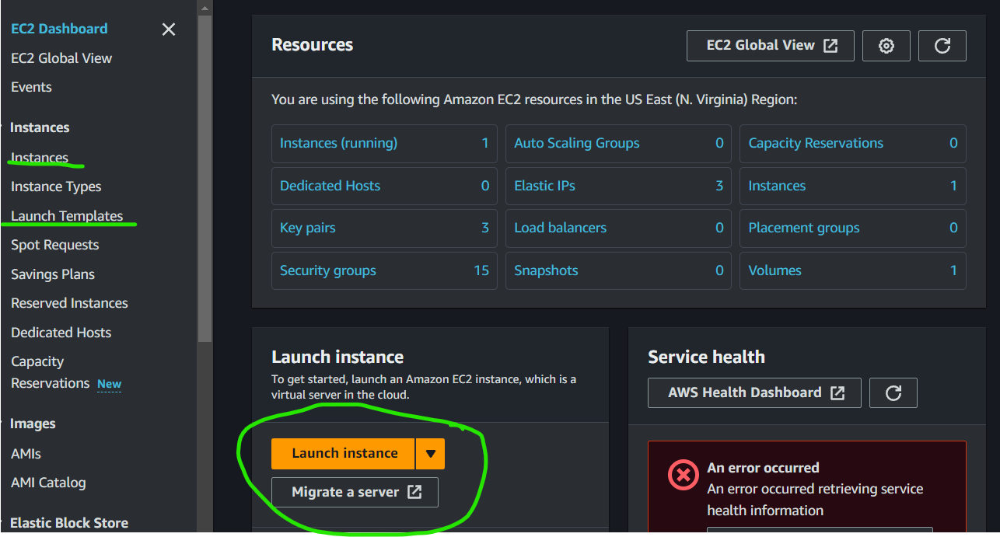 EC2 Dashboard
EC2 Global View
Events
Instances
Instances
Instance Types
Launch Templates
Spot Requests
Savings Plans
Reserved Instances
Dedicated Hosts
Capacity
Reservations New
Images
AMIs
AMI Catalog
Elastic Block Store
Resources
EC2 Global View
You are using the following Amazon EC2 resources in the US East (N. Virginia) Region:
Instances (running) 1
Auto Scaling Groups 0
Capacity Reservations 0
Dedicated Hosts 0
Elastic IPs 3
Instances 1
Key pairs 3
Load balancers 0
Placement groups 0
Security groups 15
Snapshots 0
Volumes 1
Launch instance
To get started, launch an Amazon EC2 instance, which is a
virtual server in the cloud.
Launch instance
Migrate a server
Service health
AWS Health Dashboard
An error occurred
An error occurred retrieving service
health information